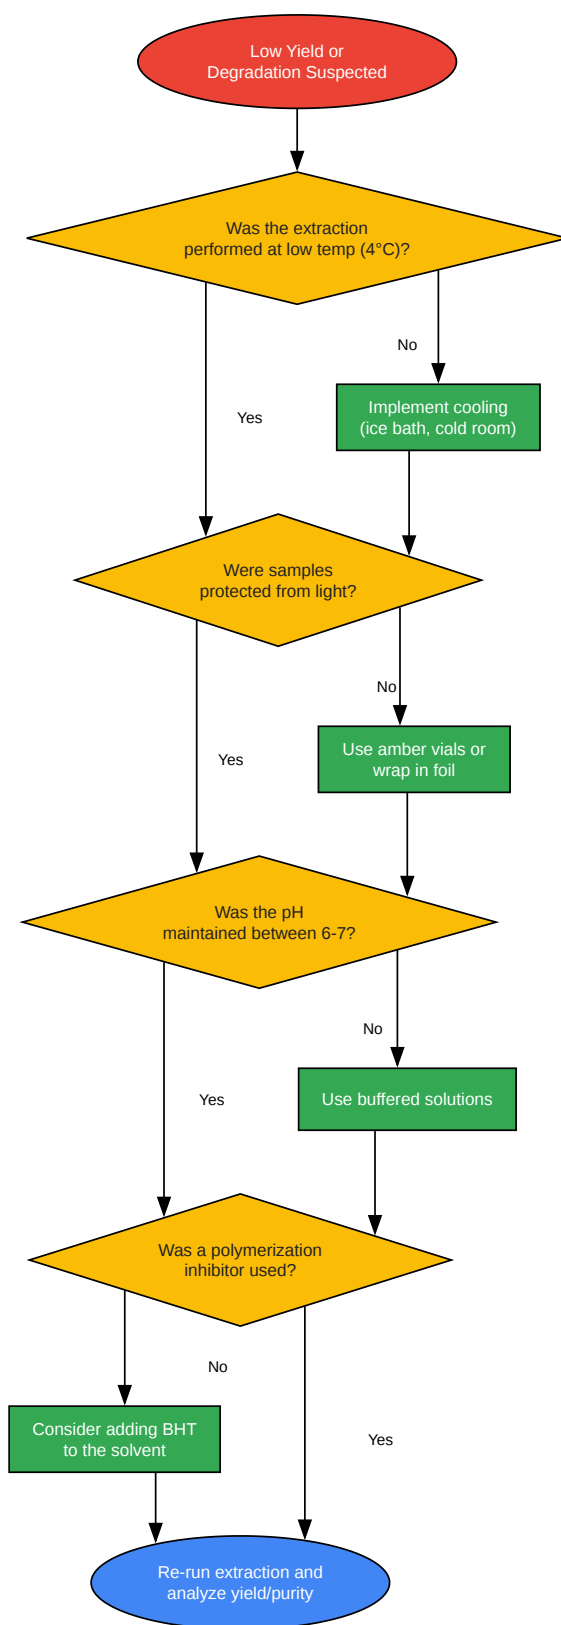 Low Yield or
Degradation Suspected
Was the extraction
performed at low temp (4°C)?
No
Implement cooling
(ice bath, cold room)
Yes
Were samples
protected from light?
No
Use amber vials or
wrap in foil
Yes
Was the pH
maintained between 6-7?
No
Use buffered solutions
Yes
Was a polymerization
inhibitor used?
No
Consider adding BHT
to the solvent
Yes
Re-run extraction and
analyze yield/purity